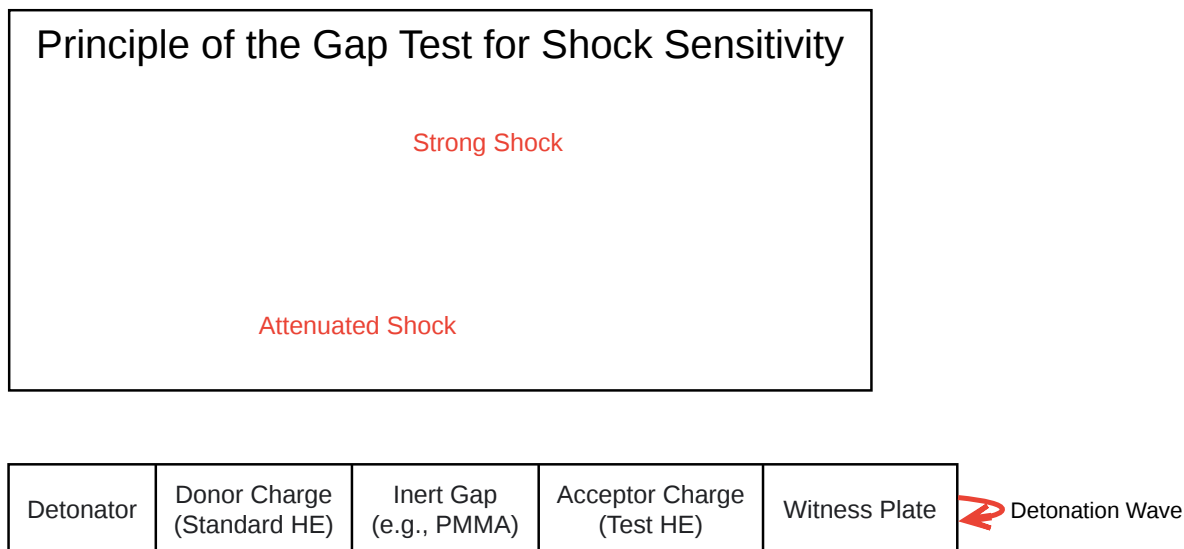 Principle of the Gap Test for Shock Sensitivity
Strong Shock
Attenuated Shock
Detonator
Donor Charge
(Standard HE)
Inert Gap
(e.g., PMMA)
Acceptor Charge
(Test HE)
Witness Plate
Detonation Wave